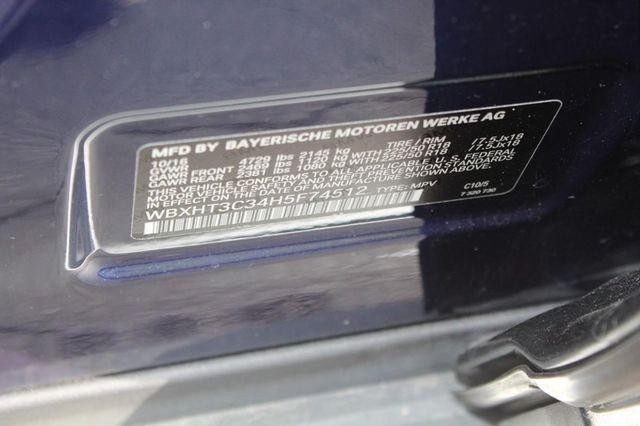 MFD BY BAYERISCHE MOTOREN WERKE AG
10/16 TIRE/RIM
GVWR 4729 lbs 2145 kg
GAWR FRONT 2469 lbs 1120 kg WITH 225/50 R18 /7.5Jx18
GAWR REAR 2381 lbs 1080 kg WITH 225/50 R18 /7.5Jx18
THIS VEHICLE CONFORMS TO ALL APPLICABLE U.S. FEDERAL
MOTOR VEHICLE SAFETY AND THEFT PREVENTION STANDARDS
IN EFFECT ON THE DATE OF MANUFACTURE SHOWN ABOVE.
WBXHT3C34H5F74512 TYPE: MPV C10/5
7 320 730